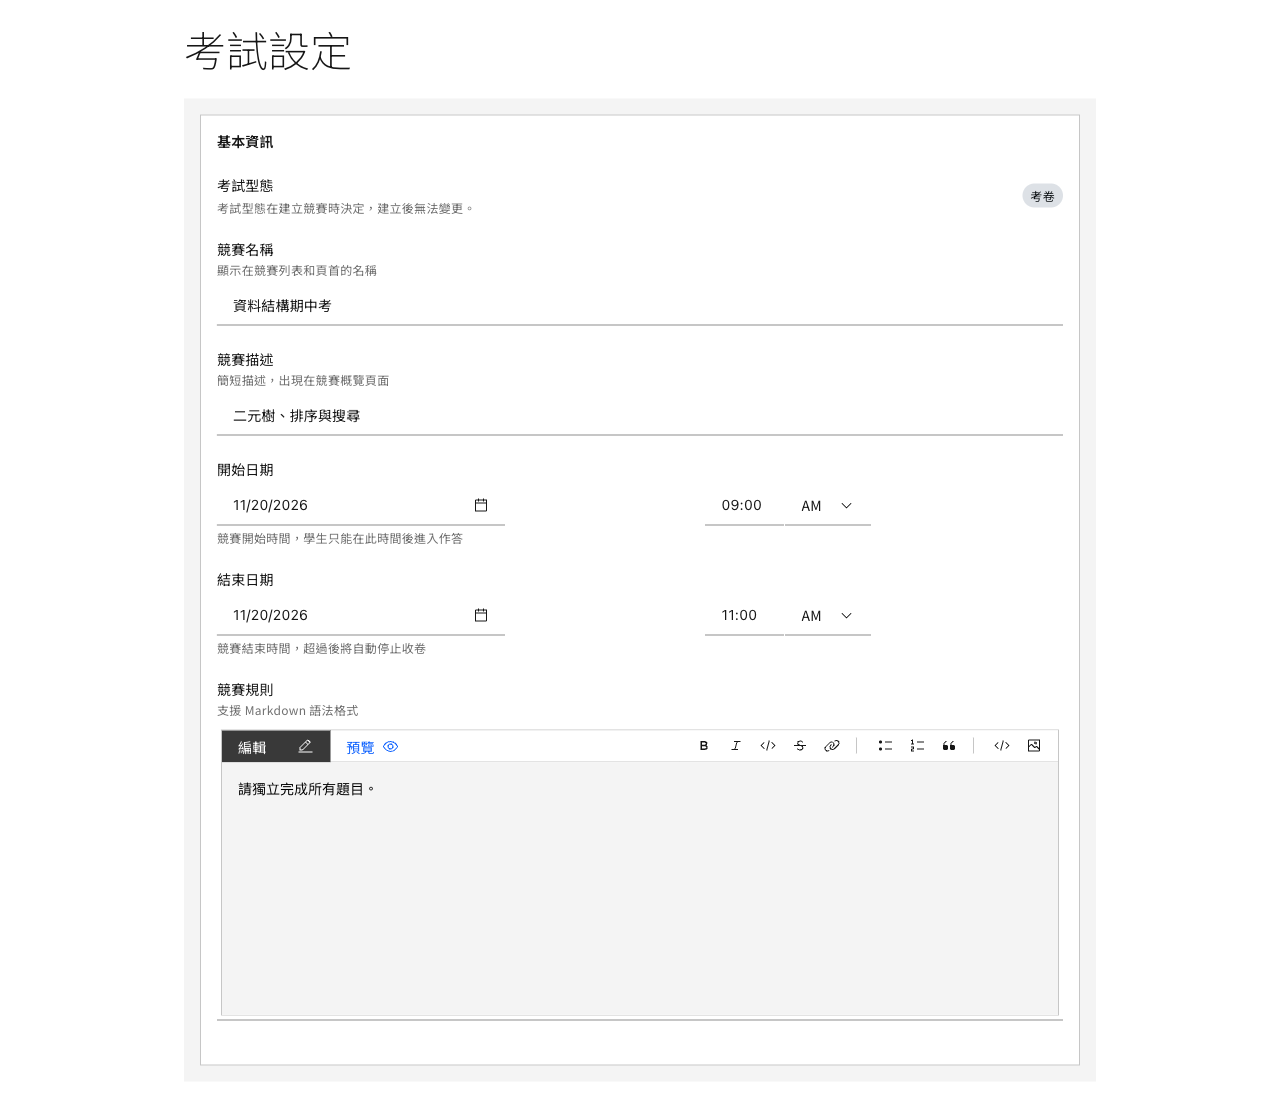 考試設定
基本資訊
考試型態
考試型態在建立競賽時決定，建立後無法變更。
考卷
競賽名稱
顯示在競賽列表和頁首的名稱
資料結構期中考
競賽描述
簡短描述，出現在競賽概覽頁面
二元樹、排序與搜尋
開始日期
11/20/2026 09:00 AM
競賽開始時間，學生只能在此時間後進入作答
結束日期
11/20/2026 11:00 AM
競賽結束時間，超過後將自動停止收卷
競賽規則
支援 Markdown 語法格式
編輯 預覽
請獨立完成所有題目。